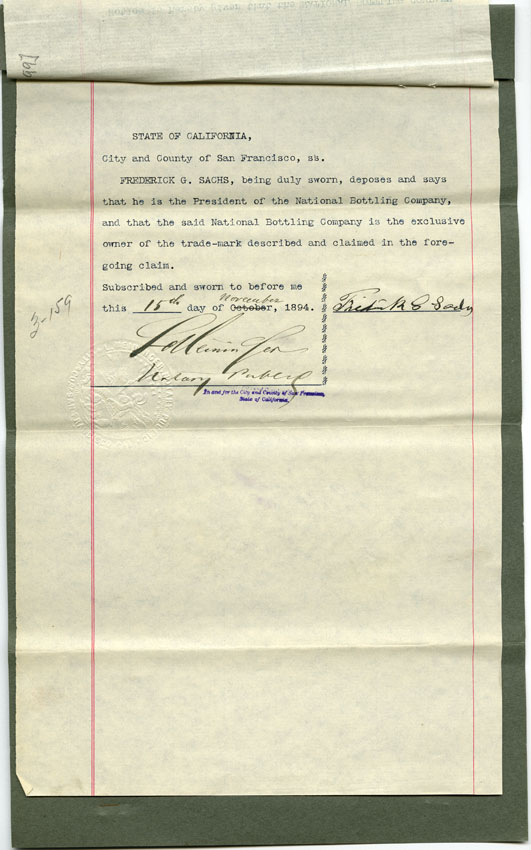 STATE OF CALIFORNIA,
City and County of San Francisco, ss.
FREDERICK G. SACHS, being duly sworn, deposes and says
that he is the President of the National Bottling Company,
and that the said National Bottling Company is the exclusive
owner of the trade-mark described and claimed in the fore-
going claim.
Subscribed and sworn to before me
November
this 15th day of October, 1894.
Notary Public
In and for the City and County of San Francisco,
State of California.
3-159